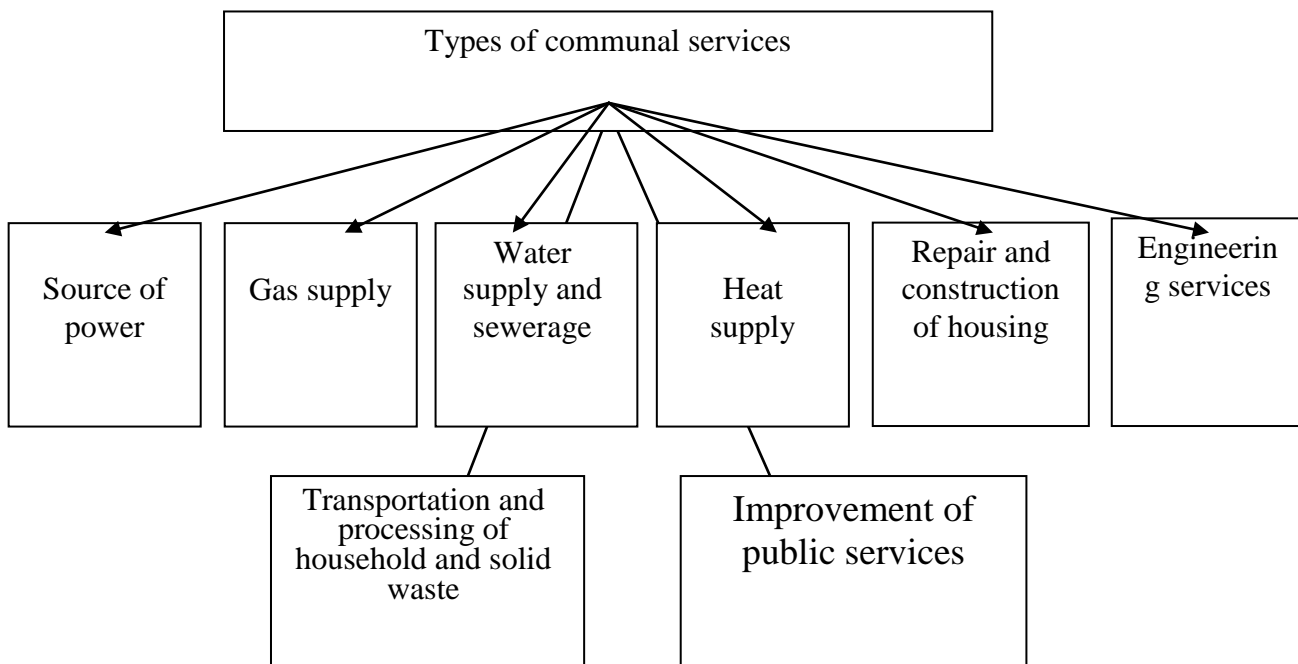 Types of communal services
Source of
power
Gas supply
Water
supply and
sewerage
Heat
supply
Repair and
construction
of housing
Engineerin
g services
Transportation and
processing of
household and solid
waste
Improvement of
public services